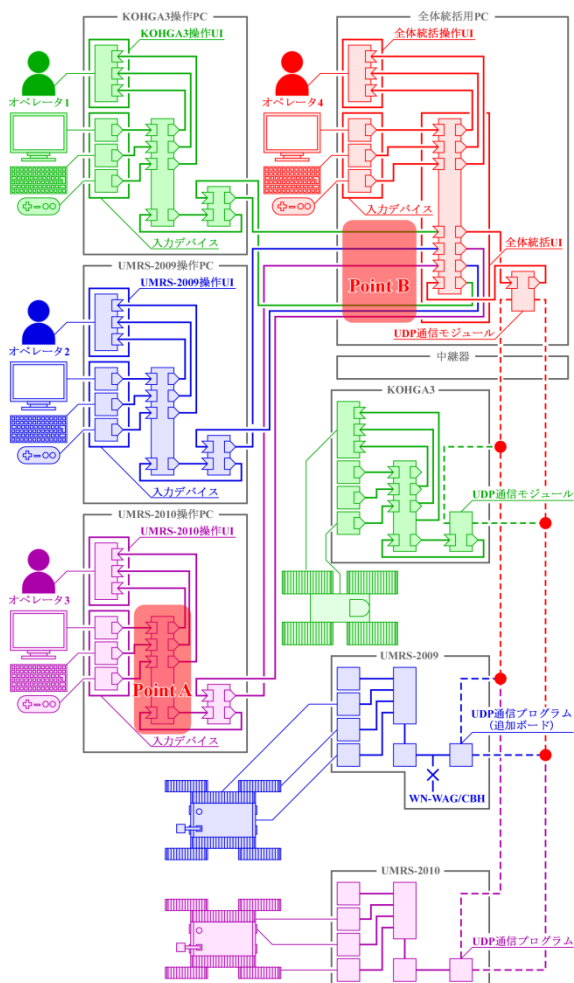 KOHGA3操作PC
KOHGA3操作UI
オペレータ1
入力デバイス
全体統括用PC
全体統括操作UI
オペレータ4
入力デバイス
全体統括UI
Point B
UDP通信モジュール
中継器
UMRS-2009操作PC
UMRS-2009操作UI
オペレータ2
入力デバイス
KOHGA3
UDP通信モジュール
UMRS-2010操作PC
UMRS-2010操作UI
オペレータ3
Point A
入力デバイス
UMRS-2009
UDP通信プログラム
（追加ボード）
WN-WAG/CBH
UMRS-2010
UDP通信プログラム